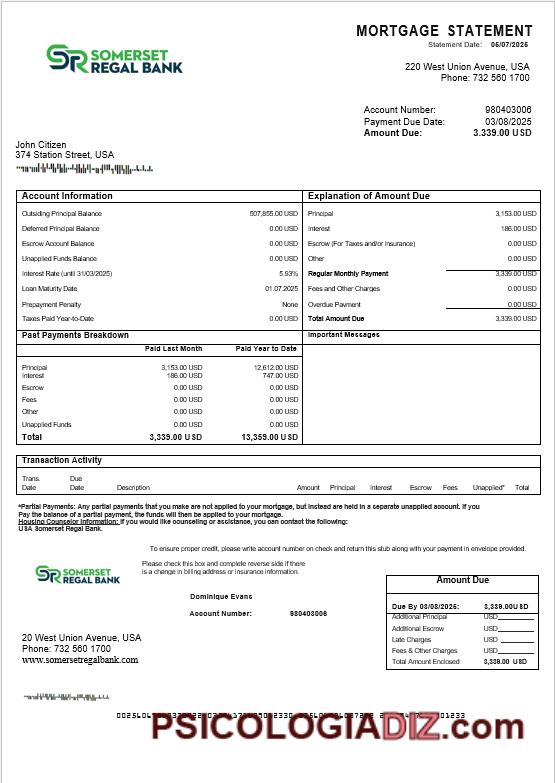 MORTGAGE STATEMENT
Statement Date: 05/07/2025
SOMERSET
REGAL BANK
220 West Union Avenue, USA
Phone: 732 560 1700
Account Number: 980403006
Payment Due Date: 03/08/2025
Amount Due: 3.339.00 USD
John Citizen
374 Station Street, USA
Account Information
Outsiding Principal Balance 507,855.00 USD
Deferred Principal Balance 0.00 USD
Escrow Account Balance 0.00 USD
Unapplied Funds Balance 0.00 USD
Interest Rate (until 31/03/2025) 5.93%
Loan Maturity Date 01.07.2025
Prepayment Penalty None
Taxes Paid Year-to-Date 0.00 USD
Explanation of Amount Due
Principal 3,153.00 USD
Interest 186.00 USD
Escrow (For Taxes and/or insurance) 0.00 USD
Other 0.00 USD
Regular Monthly Payment 3,339.00 USD
Fees and Other Charges 0.00 USD
Overdue Payment 0.00 USD
Total Amount Due 3,339.00 USD
Past Payments Breakdown
Paid Last Month Paid Year to Date
Principal 3,153.00 USD 12,612.00 USD
Interest 186.00 USD 747.00 USD
Escrow 0.00 USD 0.00 USD
Fees 0.00 USD 0.00 USD
Other 0.00 USD 0.00 USD
Unapplied Funds 0.00 USD 0.00 USD
Total 3,339.00 USD 13,359.00 USD
Important Messages
Transaction Activity
Trans. Due
Date Date Description Amount Principal Interest Escrow Fees Unapplied* Total
*Partial Payments: Any partial payments that you make are not applied to your mortgage, but instead are held in a separate unapplied account. If you
Pay the balance of a partial payment, the funds will then be applied to your mortgage.
Housing Counselor Information: If you would like counseling or assistance, you can contact the following:
USA Somerset Regal Bank.
To ensure proper credit, please write account number on check and return this stub along with your payment in envelope provided.
SOMERSET
REGAL BANK
Please check this box and complete reverse side if there
is a change in billing address or insurance information.
Dominique Evans
Account Number: 980403006
Amount Due
Due By 03/08/2025: 3,339.00USD
Additional Principal USD
Additional Escrow USD
Late Charges USD
Fees & Other Charges USD
Total Amount Enclosed 3,339.00 USD
20 West Union Avenue, USA
Phone: 732 560 1700
www.somersetregalbank.com
PSICOLOGIADIZ.com